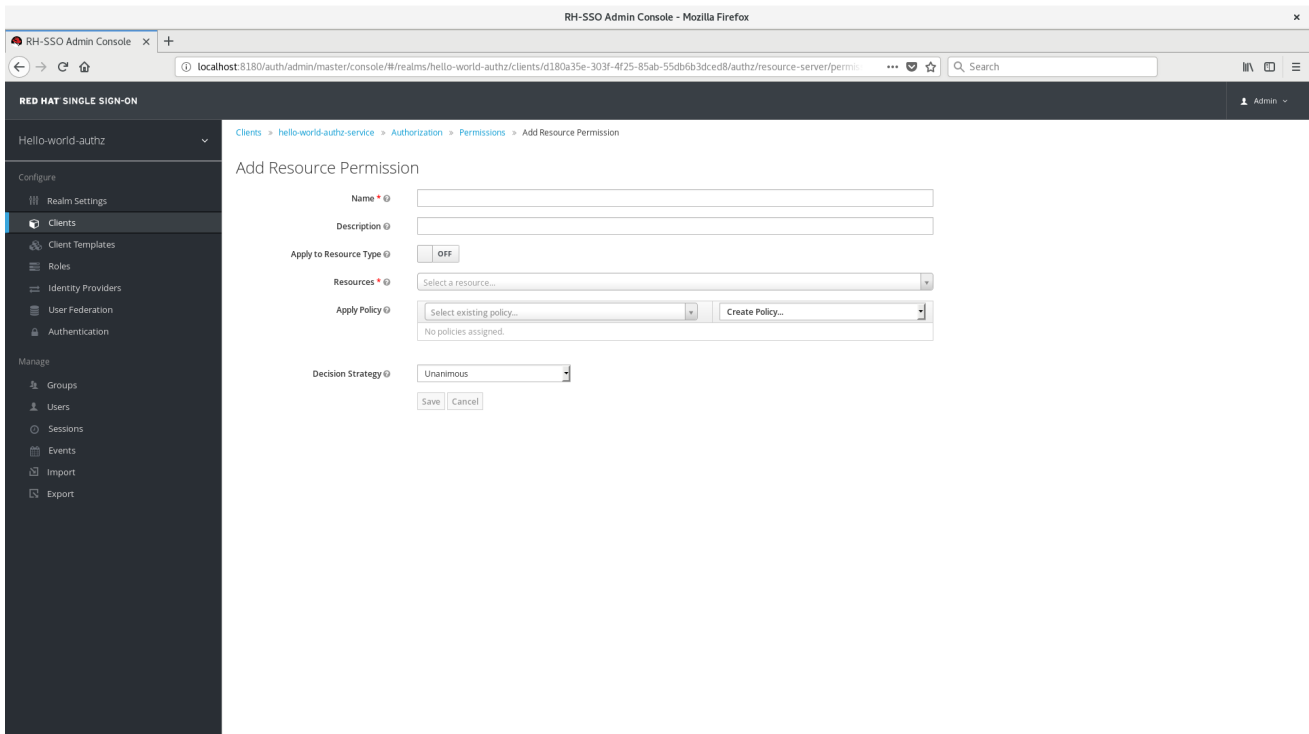 RH-SSO Admin Console - Mozilla Firefox
RH-SSO Admin Console
localhost:8180/auth/admin/master/console/#/realms/hello-world-authz/clients/d180a35e-303f-4f25-85ab-55db6b3dced8/authz/resource-server/permi
Search
RED HAT SINGLE SIGN-ON
Admin
Hello-world-authz
Clients » hello-world-authz-service » Authorization » Permissions » Add Resource Permission
Add Resource Permission
Configure
Realm Settings
Clients
Client Templates
Roles
Identity Providers
User Federation
Authentication
Manage
Groups
Users
Sessions
Events
Import
Export
Name *
Description
Apply to Resource Type OFF
Resources * Select a resource...
Apply Policy Select existing policy... Create Policy...
No policies assigned.
Decision Strategy Unanimous
Save Cancel